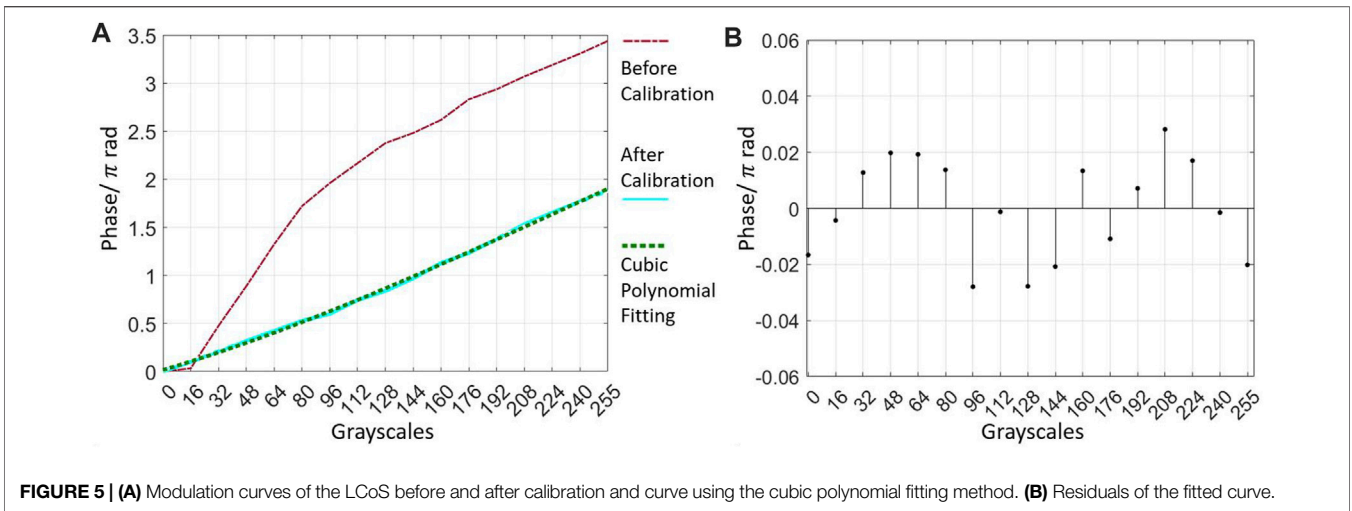 A
3.5
3
2.5
2
1.5
1
0.5
0
Phase/ π rad
0 16 32 48 64 80 96 112 128 144 160 176 192 208 224 240 255
Grayscales
Before
Calibration
After
Calibration
Cubic
Polynomial
Fitting
B
0.06
0.04
0.02
0
-0.02
-0.04
-0.06
Phase/ π rad
0 16 32 48 64 80 96 112 128 144 160 176 192 208 224 240 255
Grayscales
FIGURE 5 | (A) Modulation curves of the LCoS before and after calibration and curve using the cubic polynomial fitting method. (B) Residuals of the fitted curve.